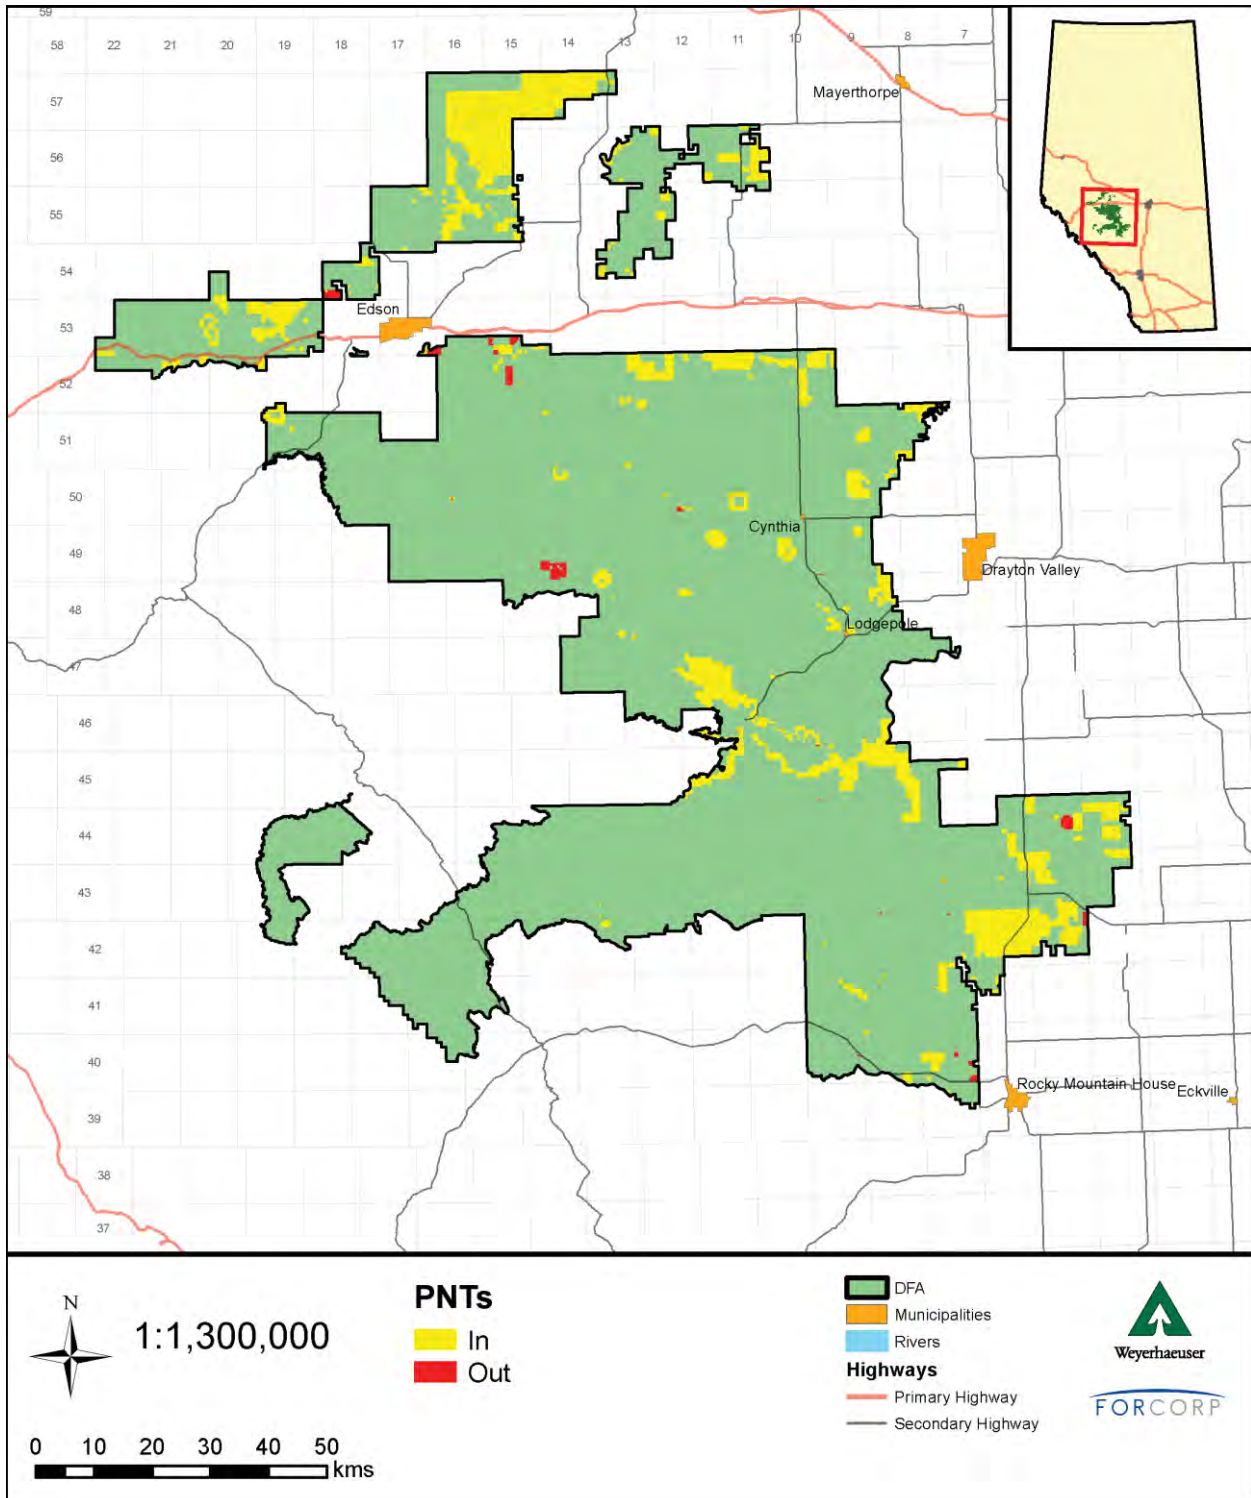 59
58 22 21 20 19 18 17 16 15 14 13 12 11 10 9 8 7
Mayerthorpe
57
56
55
54
Edson
53
52
51
50
Cynthia
49
Drayton Valley
48
Lodgepole
47
46
45
44
43
42
41
40
Rocky Mountain House
Eckville
39
38
37
N
1:1,300,000
0 10 20 30 40 50
kms
PNTs
In
Out
DFA
Municipalities
Rivers
Highways
Primary Highway
Secondary Highway
Weyerhaeuser
FORCORP